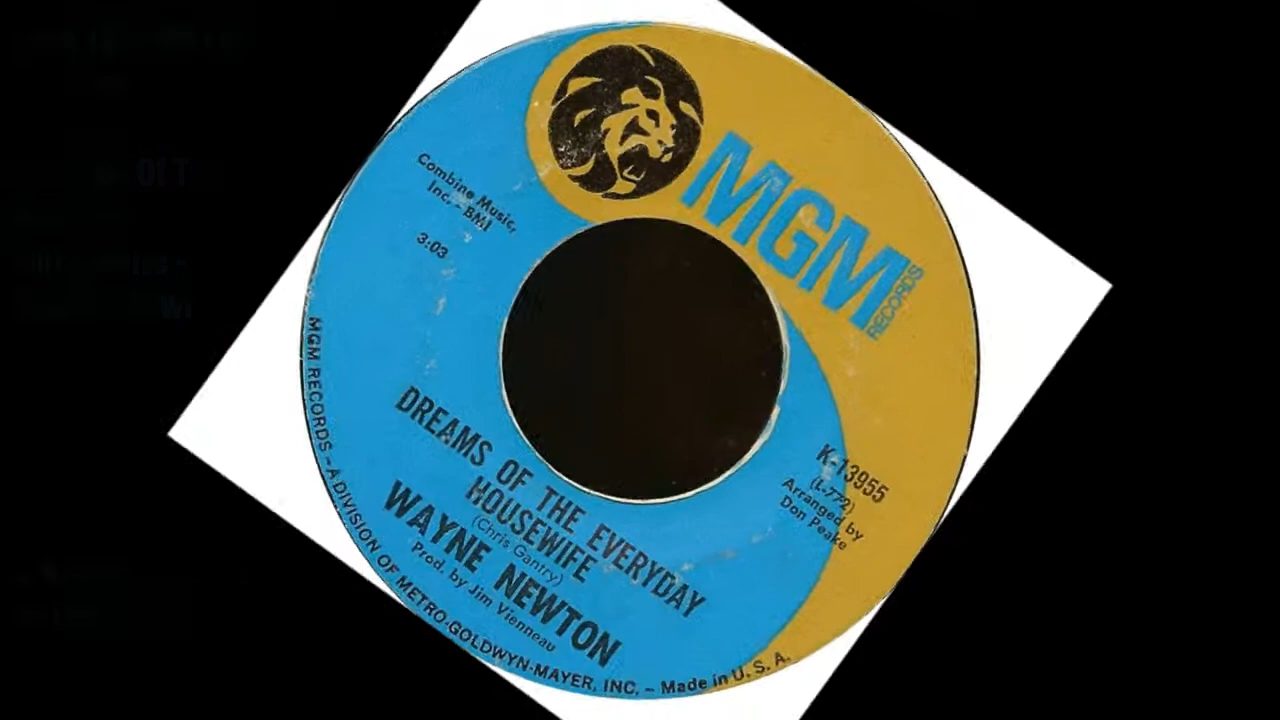 MGM
RECORDS
Combine Music,
Inc. - BMI
3:03
K-13955
(L-772)
Arranged by
Don Peake
DREAMS OF THE EVERYDAY
HOUSEWIFE
(Chris Gantry)
WAYNE NEWTON
Prod. by Jim Vienneau
MGM RECORDS – A DIVISION OF METRO-GOLDWYN-MAYER, INC. – Made in U. S. A.